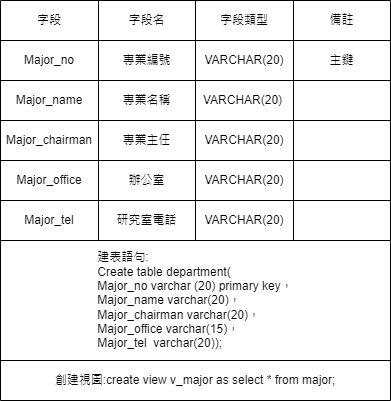 字段 字段名 字段類型 備註
Major_no 專業編號 VARCHAR(20) 主鍵
Major_name 專業名稱 VARCHAR(20)
Major_chairman 專業主任 VARCHAR(20)
Major_office 辦公室 VARCHAR(20)
Major_tel 研究室電話 VARCHAR(20)
建表語句:
Create table department(
Major_no varchar (20) primary key，
Major_name varchar(20)，
Major_chairman varchar(20)，
Major_office varchar(15)，
Major_tel  varchar(20));
創建視圖:create view v_major as select * from major;